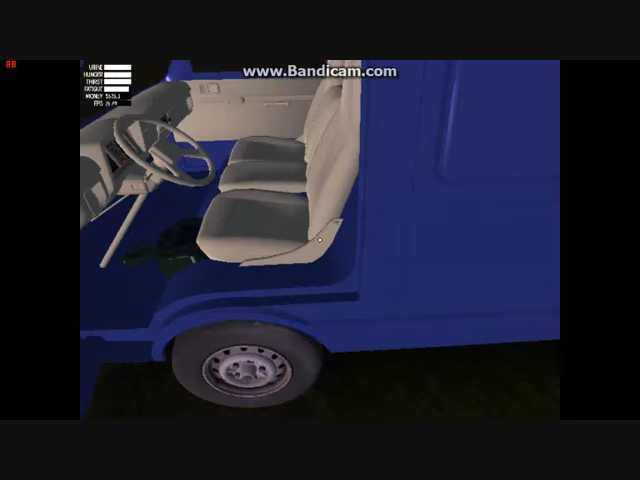 www.Bandicam.com
URINE
HUNGER
THIRST
FATIGUE
MONEY
FPS